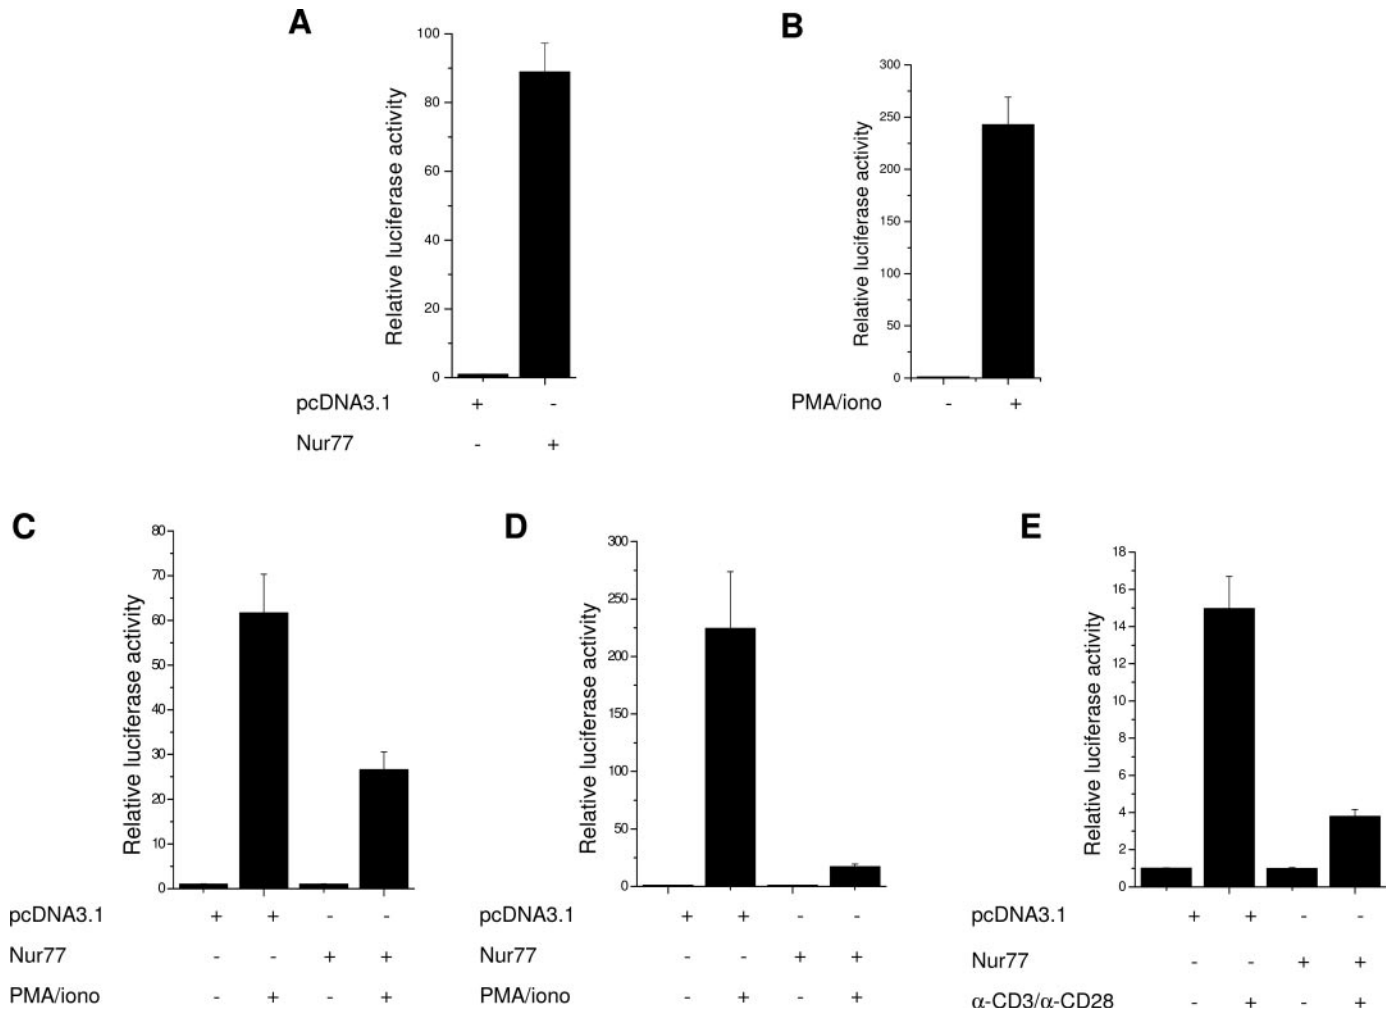 A
Relative luciferase activity
100
80
60
40
20
0
pcDNA3.1 + -
Nur77 - +
B
Relative luciferase activity
300
250
200
150
100
50
0
PMA/iono - +
C
Relative luciferase activity
80
70
60
50
40
30
20
10
0
pcDNA3.1 + + - -
Nur77 - - + +
PMA/iono - + - +
D
Relative luciferase activity
300
250
200
150
100
50
0
pcDNA3.1 + + - -
Nur77 - - + +
PMA/iono - + - +
E
Relative luciferase activity
18
16
14
12
10
8
6
4
2
0
pcDNA3.1 + + - -
Nur77 - - + +
α-CD3/α-CD28 - + - +